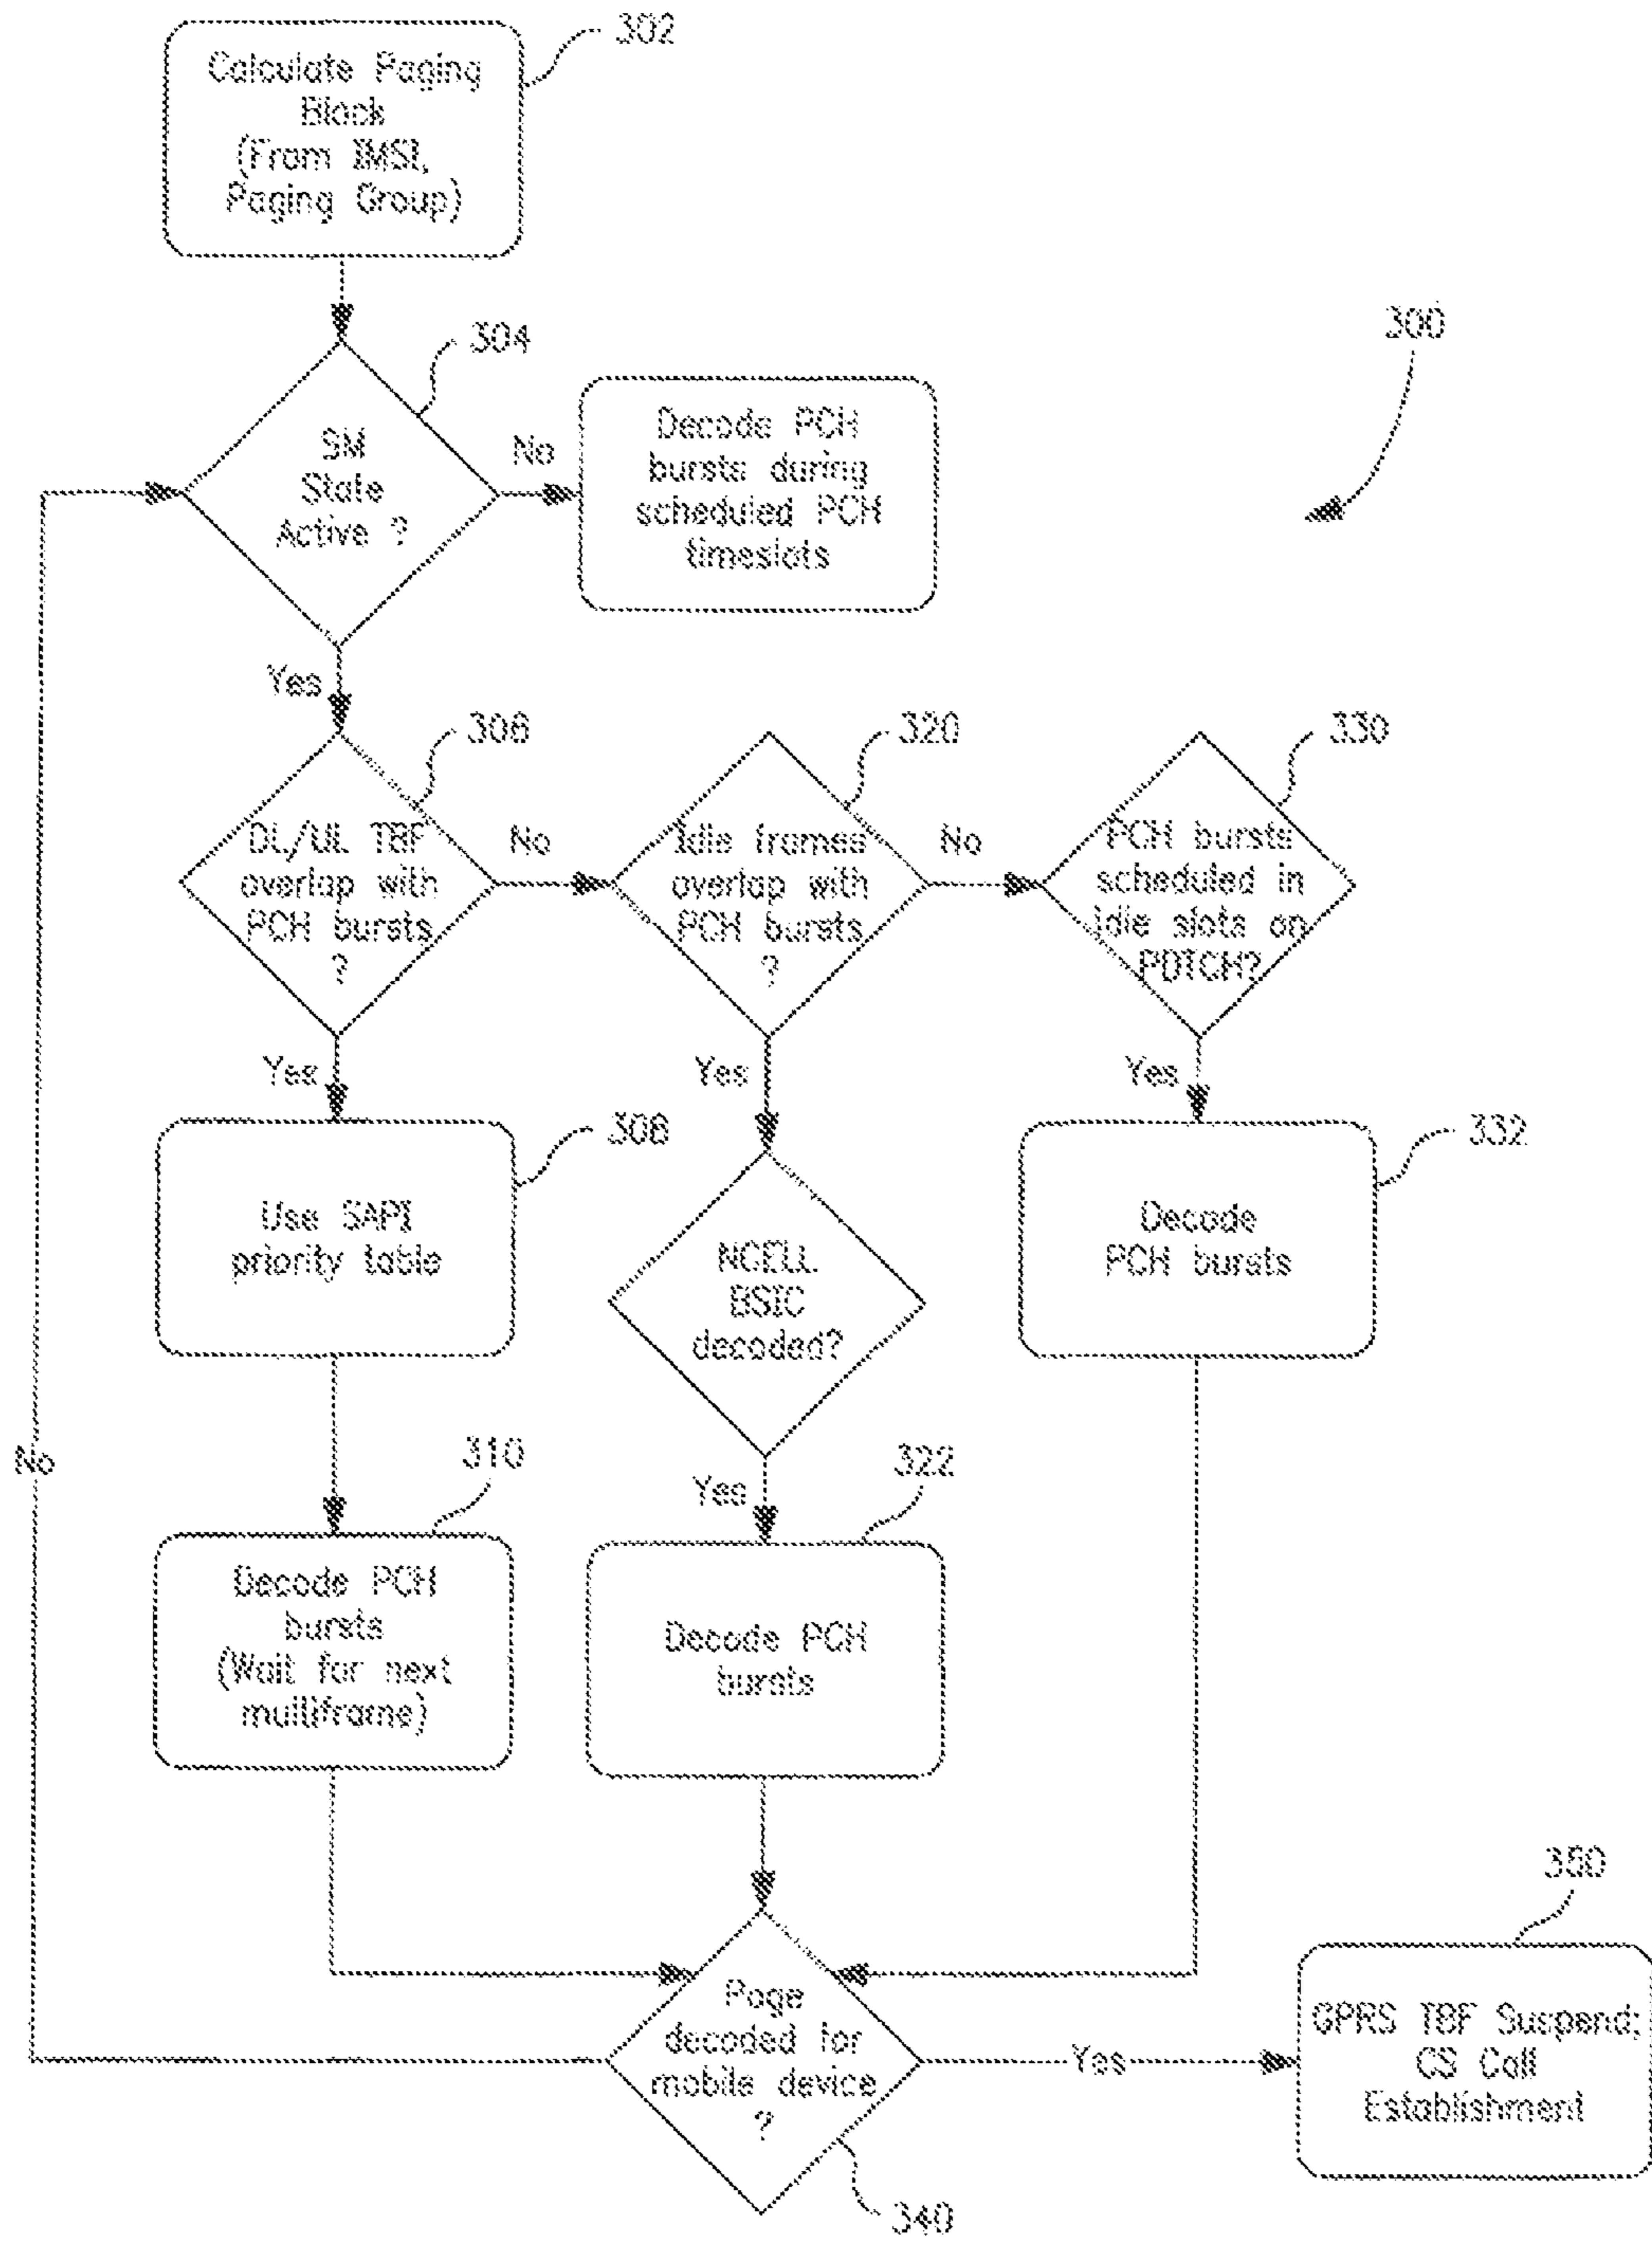 302
Calculate Paging
Block
(From IMSI,
Paging Group)
300
304
SM
State
Active ?
No
Decode PCH
bursts during
scheduled PCH
timeslots
Yes
306
320
330
DL/UL TBF
overlap with
PCH bursts
?
No
Idle frames
overlap with
PCH bursts
?
No
PCH bursts
scheduled in
idle slots on
PDTCH?
Yes
Yes
Yes
308
332
Use SAPI
priority table
NCELL
BSIC
decoded?
Decode
PCH bursts
No
310
Yes
322
Decode PCH
bursts
(Wait for next
multiframe)
Decode PCH
bursts
350
Page
decoded for
mobile device
?
Yes
GPRS TBF Suspend;
CS Call
Establishment
340